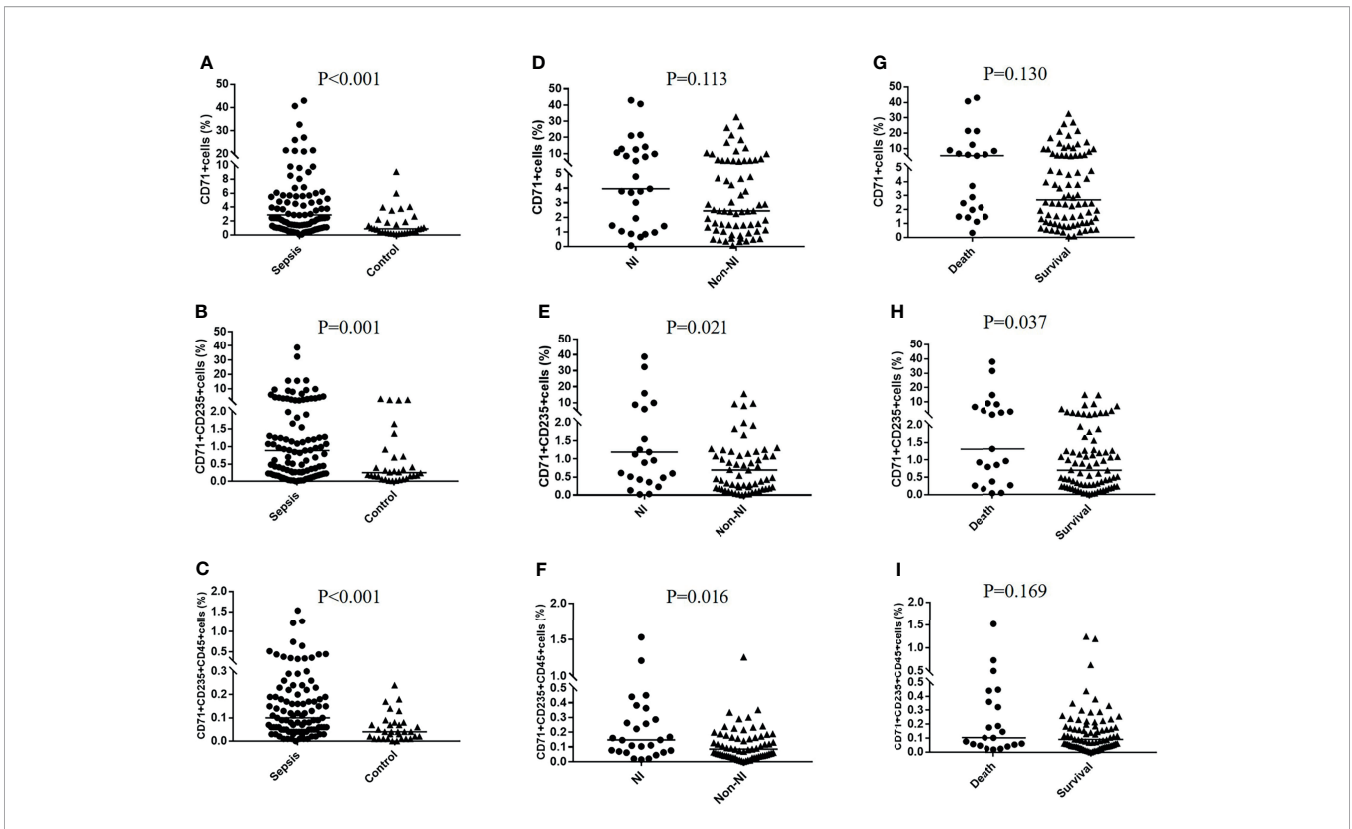 A
P<0.001
CD71+cells (%)
50
40
30
20
10
8
6
4
2
0
Sepsis
Control
D
P=0.113
CD71+cells (%)
50
40
30
20
10
5
4
3
2
1
0
NI
Non-NI
G
P=0.130
CD71+cells (%)
50
40
30
20
10
5
4
3
2
1
0
Death
Survival
B
P=0.001
CD71+CD235+cells (%)
50
40
30
20
10
2.0
1.5
1.0
0.5
0.0
Sepsis
Control
E
P=0.021
CD71+CD235+cells (%)
50
40
30
20
10
2.0
1.5
1.0
0.5
0.0
NI
Non-NI
H
P=0.037
CD71+CD235+cells (%)
50
40
30
20
10
2.0
1.5
1.0
0.5
0.0
Death
Survival
C
P<0.001
CD71+CD235+CD45+cells (%)
2.0
1.5
1.0
0.5
0.3
0.2
0.1
0.0
Sepsis
Control
F
P=0.016
CD71+CD235+CD45+cells (%)
2.0
1.5
1.0
0.5
0.4
0.3
0.2
0.1
0.0
NI
Non-NI
I
P=0.169
CD71+CD235+CD45+cells (%)
2.0
1.5
1.0
0.5
0.5
0.4
0.3
0.2
0.1
0.0
Death
Survival